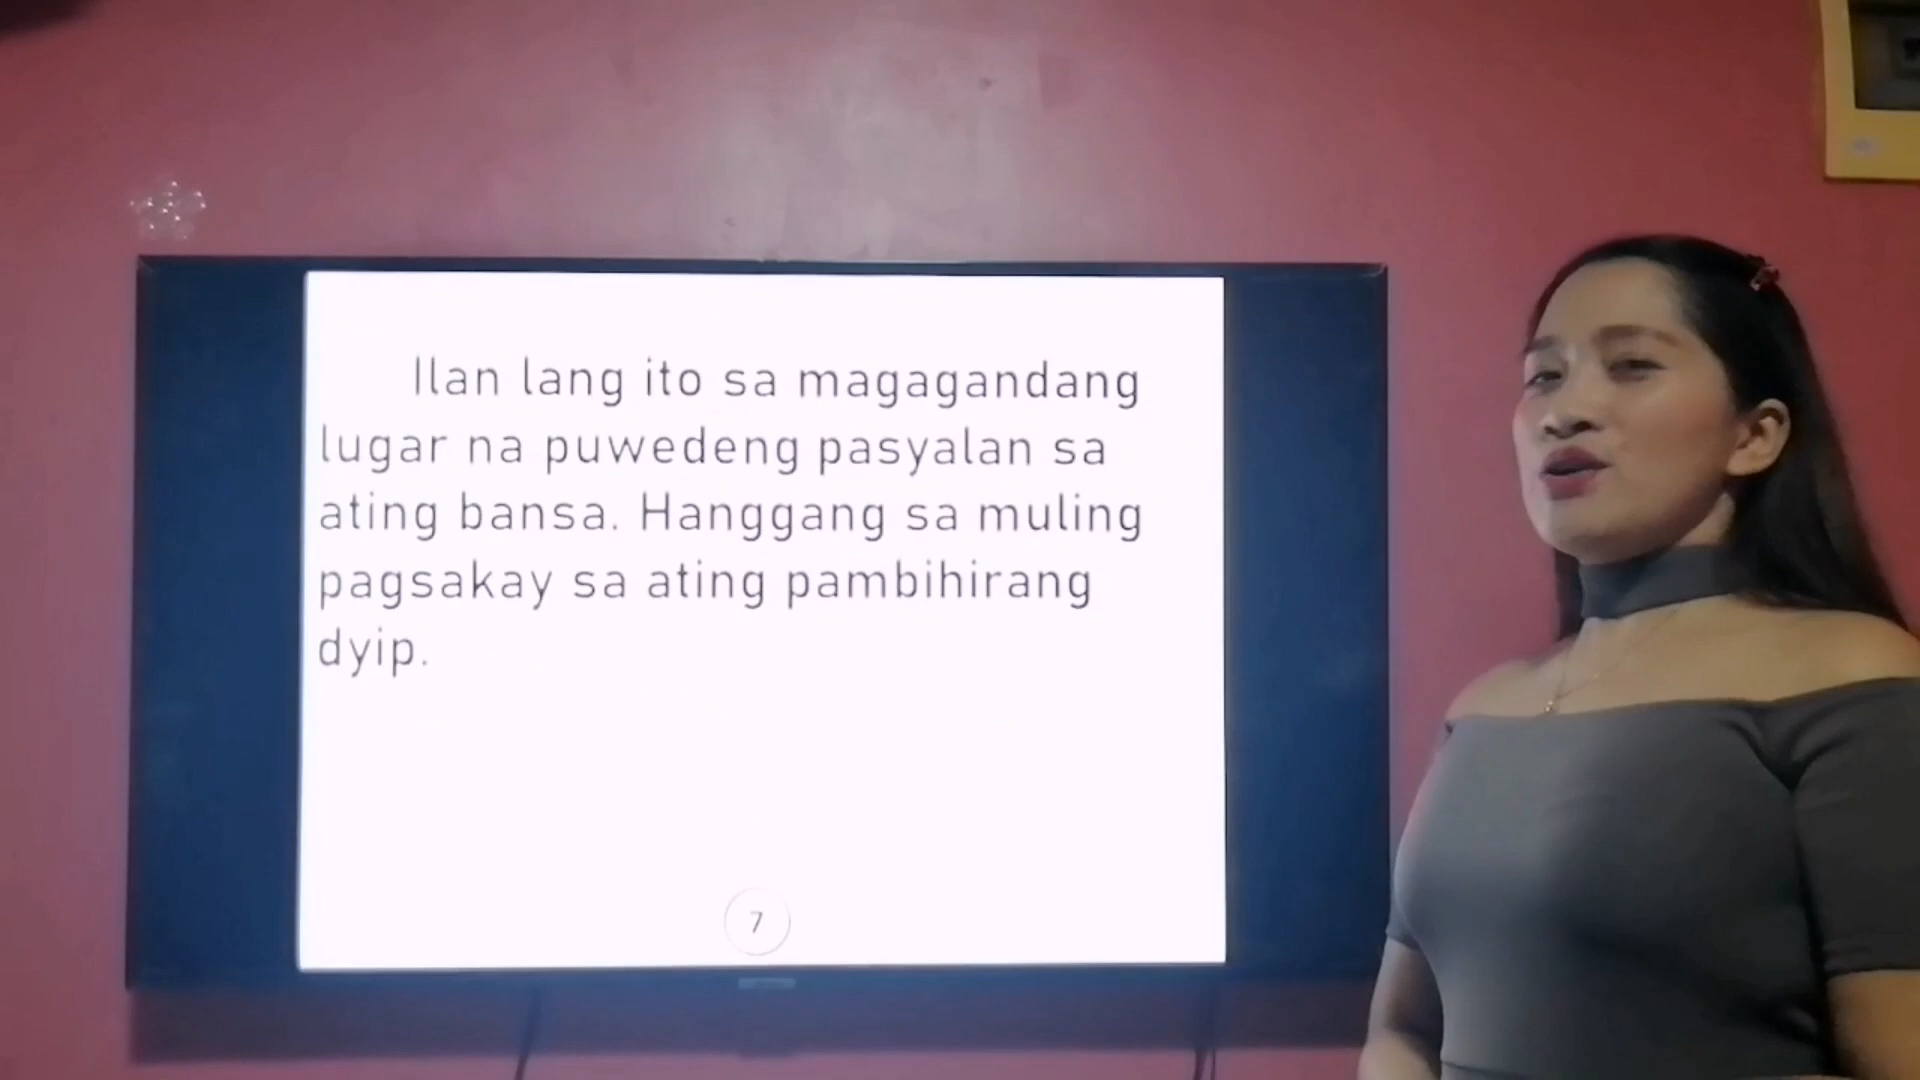 Ilan lang ito sa magagandang
lugar na puwedeng pasyalan sa
ating bansa. Hanggang sa muling
pagsakay sa ating pambihirang
dyip.
7